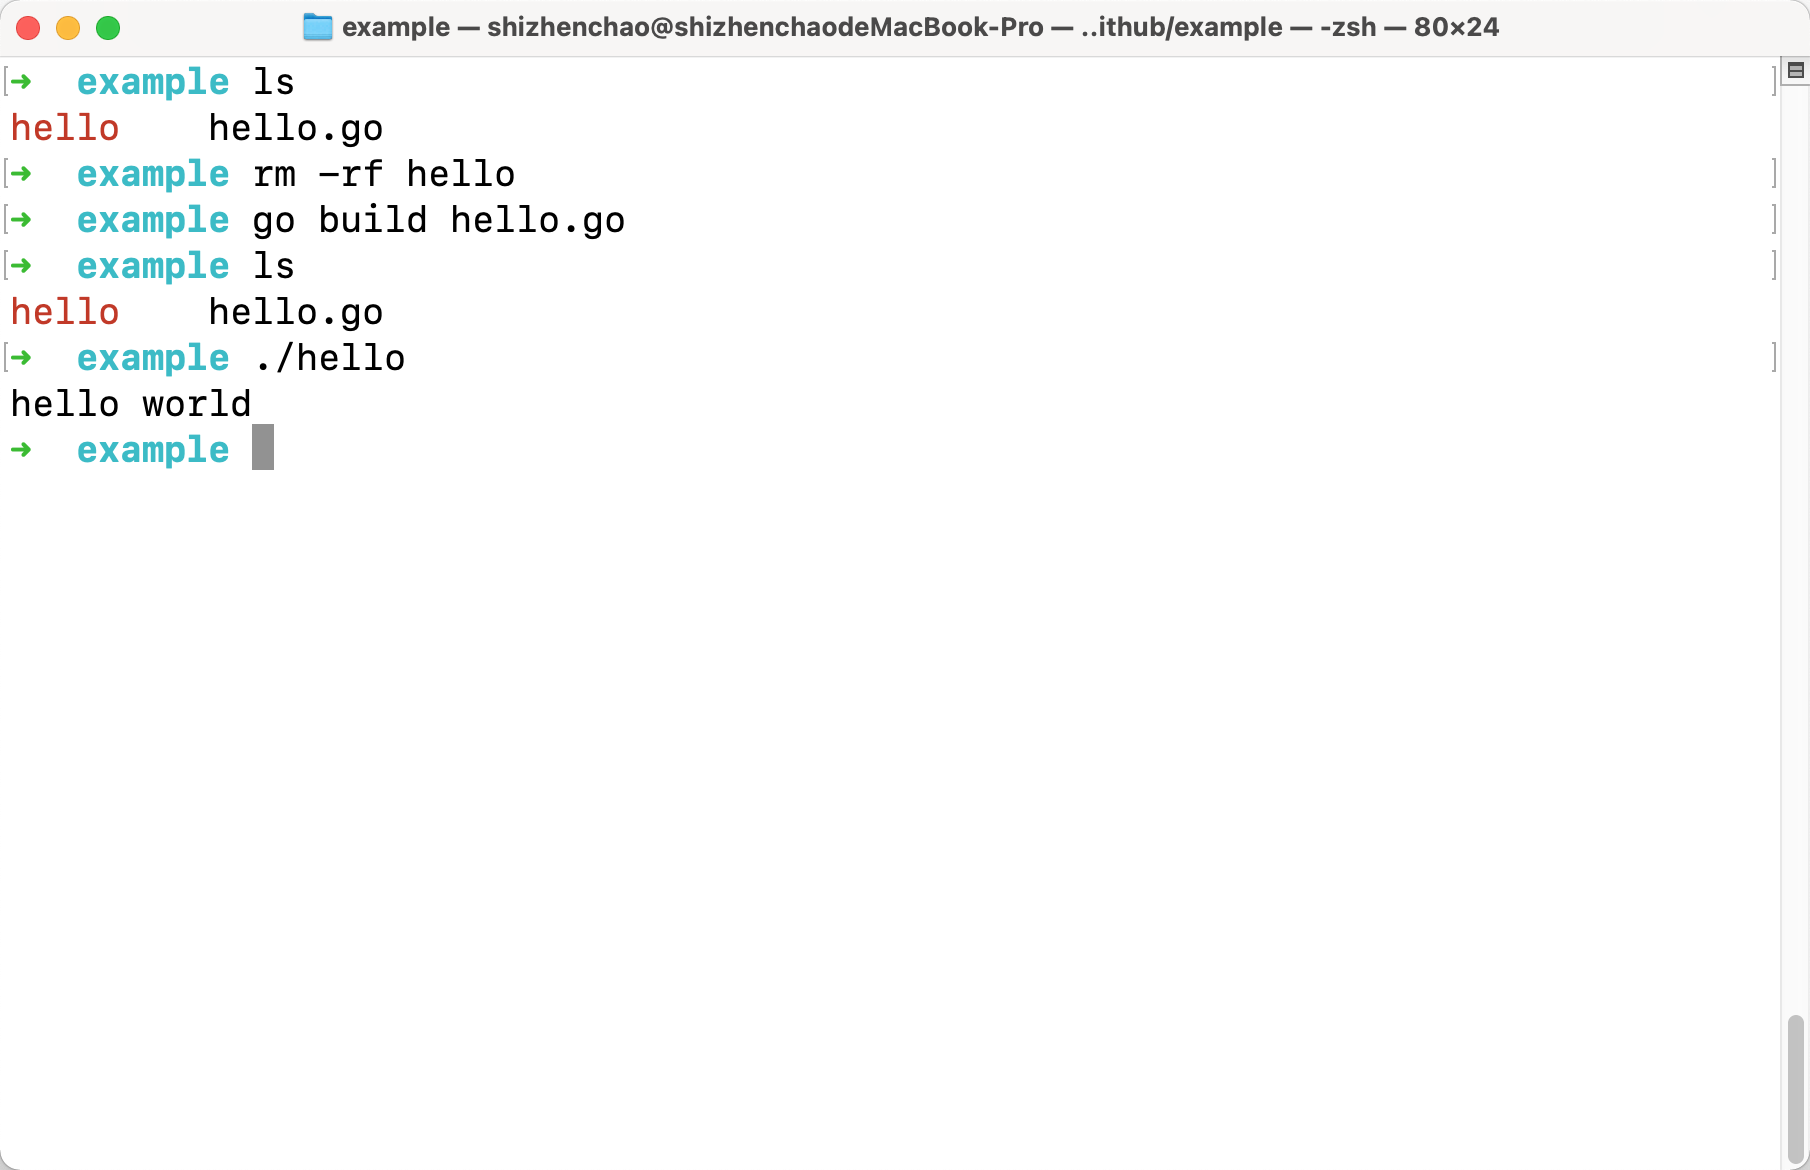 example — shizhenchao@shizhenchaodeMacBook-Pro — ..ithub/example — -zsh — 80×24
➜  example ls
hello    hello.go
➜  example rm -rf hello
➜  example go build hello.go
➜  example ls
hello    hello.go
➜  example ./hello
hello world
➜  example